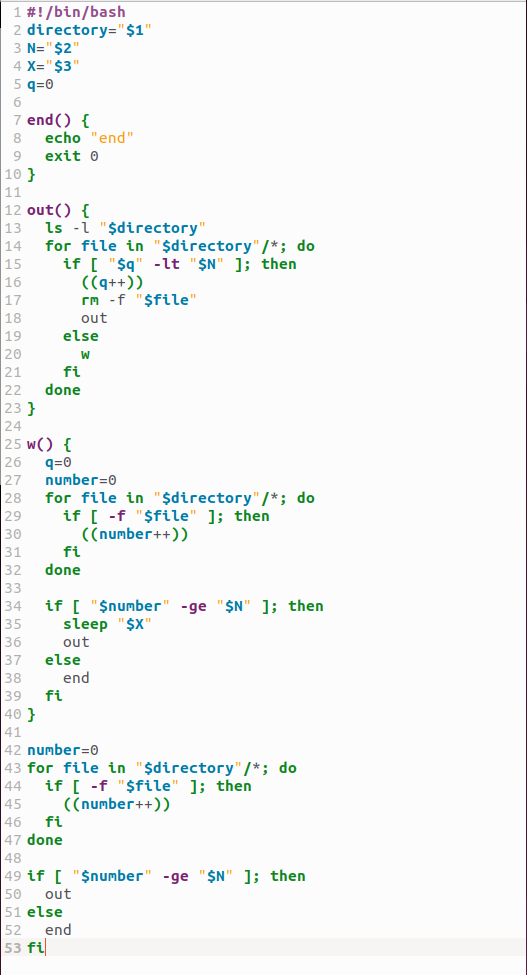 1 #!/bin/bash
2 directory="$1"
3 N="$2"
4 X="$3"
5 q=0
6
7 end() {
8   echo "end"
9   exit 0
10 }
11
12 out() {
13   ls -l "$directory"
14   for file in "$directory"/*; do
15     if [ "$q" -lt "$N" ]; then
16       ((q++))
17       rm -f "$file"
18       out
19     else
20       w
21     fi
22   done
23 }
24
25 w() {
26   q=0
27   number=0
28   for file in "$directory"/*; do
29     if [ -f "$file" ]; then
30       ((number++))
31     fi
32   done
33
34   if [ "$number" -ge "$N" ]; then
35     sleep "$X"
36     out
37   else
38     end
39   fi
40 }
41
42 number=0
43 for file in "$directory"/*; do
44   if [ -f "$file" ]; then
45     ((number++))
46   fi
47 done
48
49 if [ "$number" -ge "$N" ]; then
50   out
51 else
52   end
53 fi